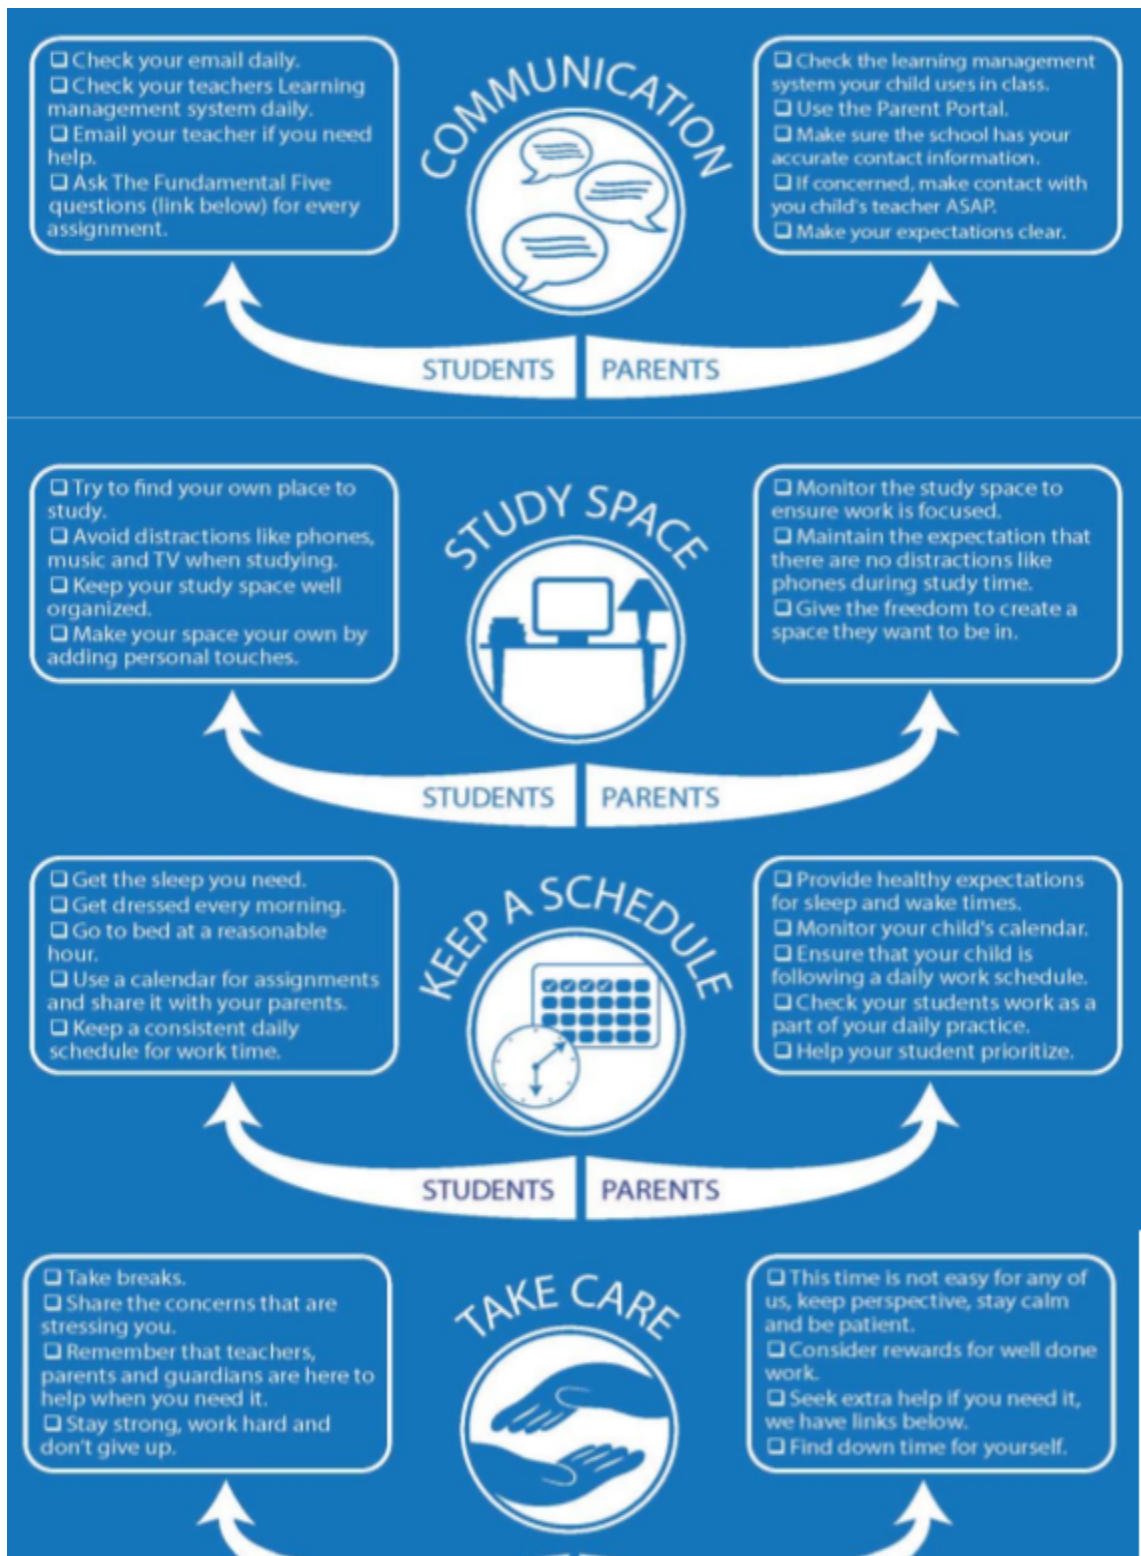 COMMUNICATION
❑ Check your email daily.
❑ Check your teachers Learning
management system daily.
❑ Email your teacher if you need
help.
❑ Ask The Fundamental Five
questions (link below) for every
assignment.
❑ Check the learning management
system your child uses in class.
❑ Use the Parent Portal.
❑ Make sure the school has your
accurate contact information.
❑ If concerned, make contact with
you child's teacher ASAP.
❑ Make your expectations clear.
STUDENTS
PARENTS
STUDY SPACE
❑ Try to find your own place to
study.
❑ Avoid distractions like phones,
music and TV when studying.
❑ Keep your study space well
organized.
❑ Make your space your own by
adding personal touches.
❑ Monitor the study space to
ensure work is focused.
❑ Maintain the expectation that
there are no distractions like
phones during study time.
❑ Give the freedom to create a
space they want to be in.
STUDENTS
PARENTS
KEEP A SCHEDULE
❑ Get the sleep you need.
❑ Get dressed every morning.
❑ Go to bed at a reasonable
hour.
❑ Use a calendar for assignments
and share it with your parents.
❑ Keep a consistent daily
schedule for work time.
❑ Provide healthy expectations
for sleep and wake times.
❑ Monitor your child's calendar.
❑ Ensure that your child is
following a daily work schedule.
❑ Check your students work as a
part of your daily practice.
❑ Help your student prioritize.
STUDENTS
PARENTS
TAKE CARE
❑ Take breaks.
❑ Share the concerns that are
stressing you.
❑ Remember that teachers,
parents and guardians are here to
help when you need it.
❑ Stay strong, work hard and
don't give up.
❑ This time is not easy for any of
us, keep perspective, stay calm
and be patient.
❑ Consider rewards for well done
work.
❑ Seek extra help if you need it,
we have links below.
❑ Find down time for yourself.